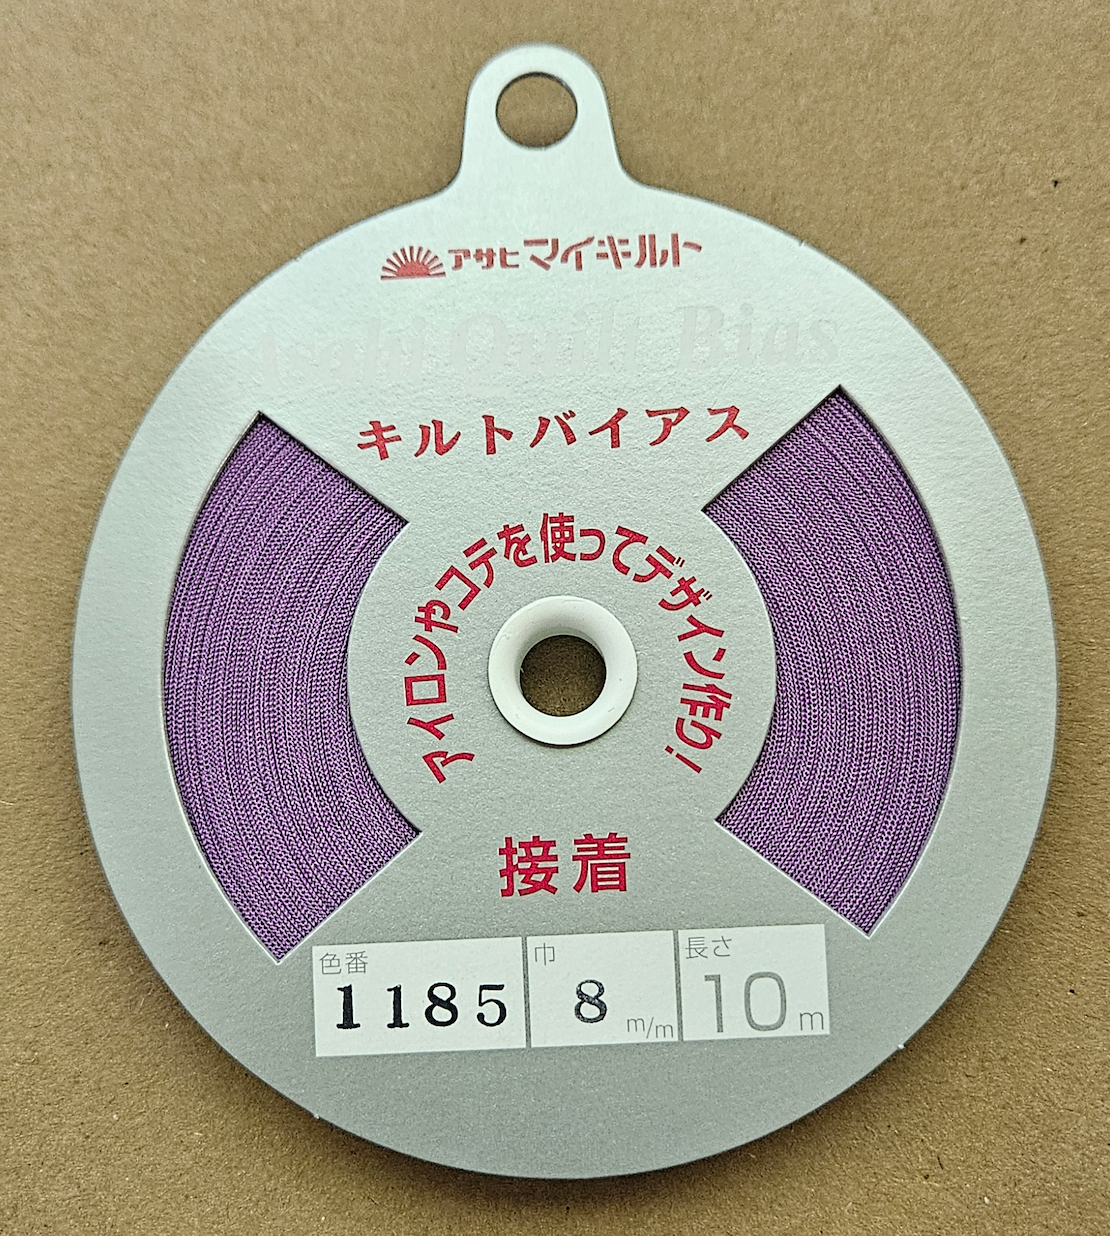 アサヒマイキルト
Asahi Quilt Bias
キルトバイアス
アイロンやコテを使ってデザイン作り!
接着
色番 巾 長さ
1185 8 m/m 10 m